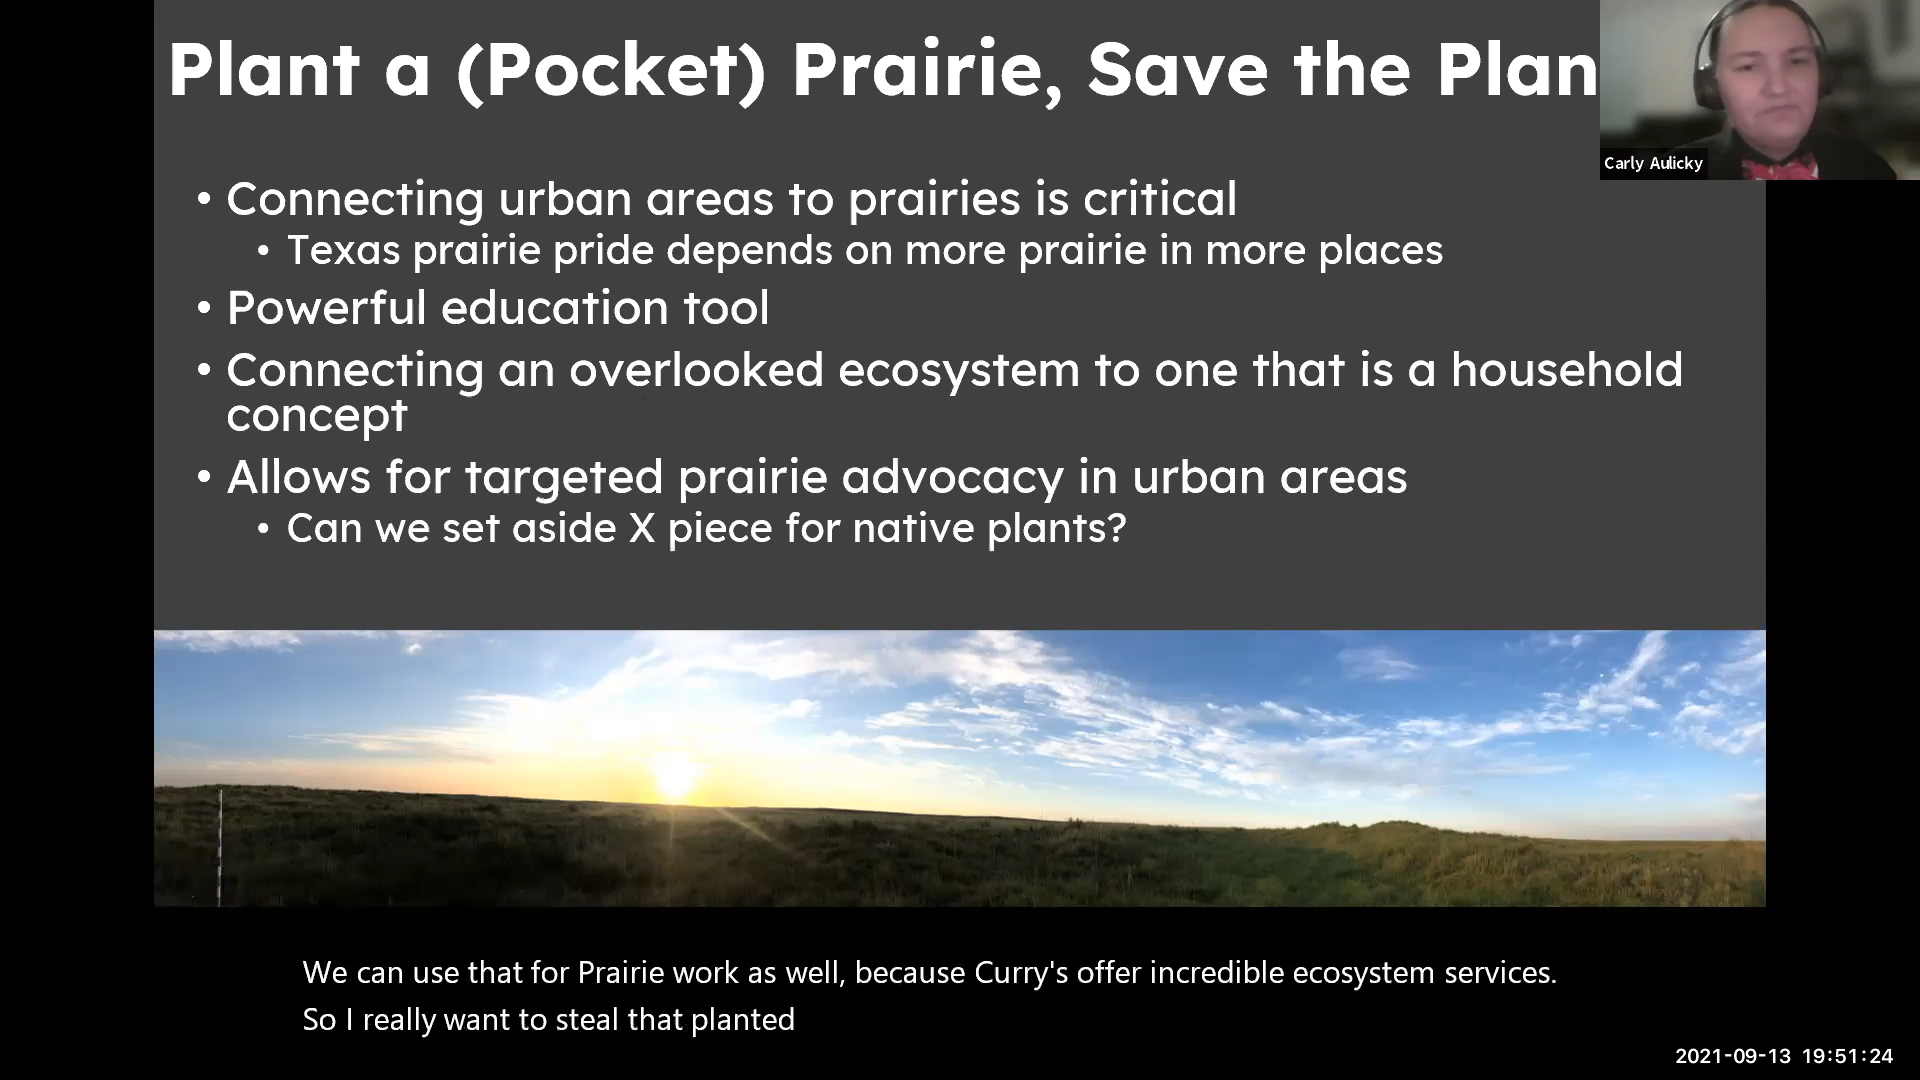 Plant a (Pocket) Prairie, Save the Plan
Carly Aulicky
• Connecting urban areas to prairies is critical
• Texas prairie pride depends on more prairie in more places
• Powerful education tool
• Connecting an overlooked ecosystem to one that is a household
concept
• Allows for targeted prairie advocacy in urban areas
• Can we set aside X piece for native plants?
We can use that for Prairie work as well, because Curry's offer incredible ecosystem services.
So I really want to steal that planted
2021-09-13 19:51:24